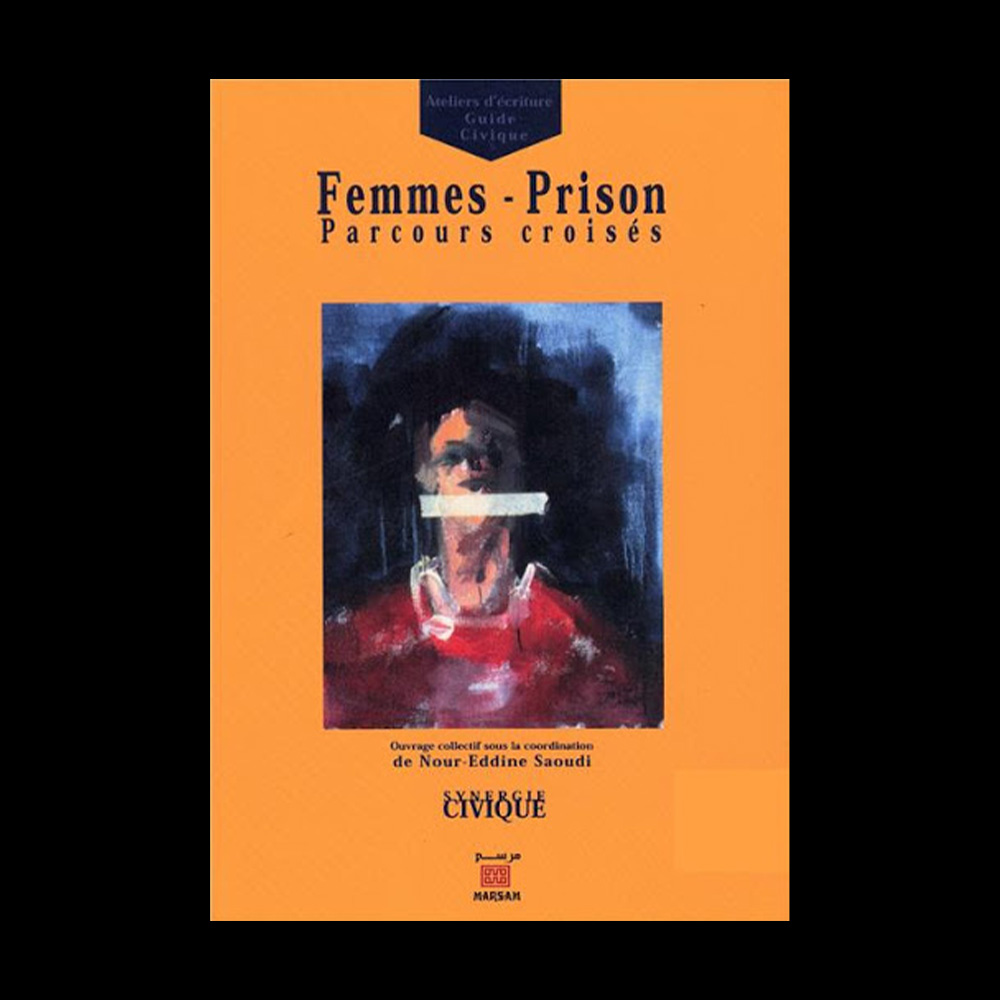 Ateliers d'écriture
Guide
Civique
Femmes - Prison
Parcours croisés
Ouvrage collectif sous la coordination
de Nour-Eddine Saoudi
SYNERGIE
CIVIQUE
مرسم
MARSAM